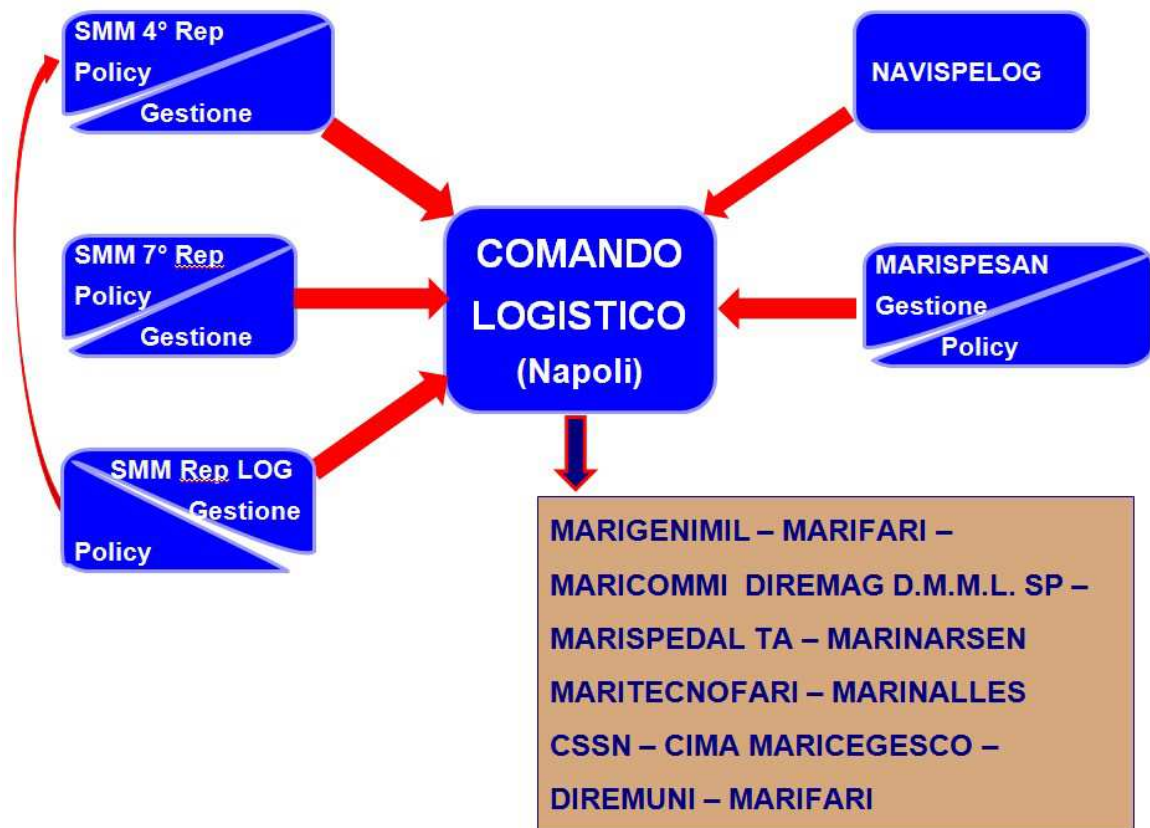 SMM 4° Rep
Policy
Gestione
NAVISPELOG
SMM 7° Rep
Policy
Gestione
COMANDO
LOGISTICO
(Napoli)
MARISPESAN
Gestione
Policy
SMM Rep LOG
Gestione
Policy
MARIGENIMIL – MARIFARI –
MARICOMMI DIREMAG D.M.M.L. SP –
MARISPEDAL TA – MARINARSEN
MARITECNOFARI – MARINALLES
CSSN – CIMA MARICEGESCO –
DIREMUNI – MARIFARI